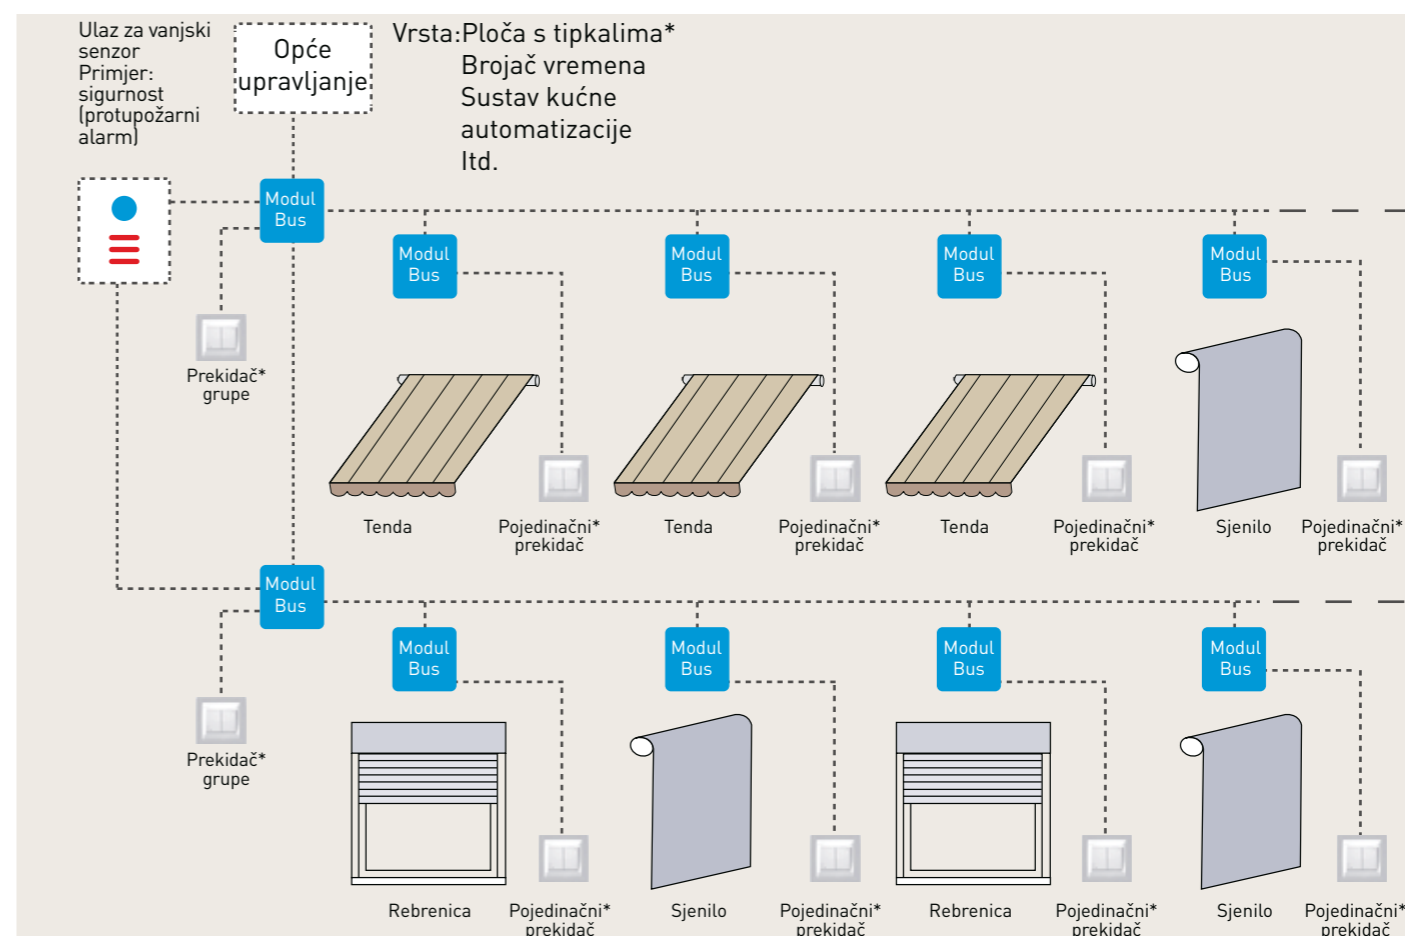 Ulaz za vanjski
senzor
Primjer:
sigurnost
(protupožarni
alarm)
Opće
upravljanje
Vrsta:Ploča s tipkalima*
Brojač vremena
Sustav kućne
automatizacije
Itd.
Modul
Bus
Modul
Bus
Modul
Bus
Modul
Bus
Modul
Bus
Prekidač*
grupe
Tenda
Pojedinačni*
prekidač
Tenda
Pojedinačni*
prekidač
Tenda
Pojedinačni*
prekidač
Sjenilo
Pojedinačni*
prekidač
Modul
Bus
Modul
Bus
Modul
Bus
Modul
Bus
Modul
Bus
Prekidač*
grupe
Rebrenica
Pojedinačni*
prekidač
Sjenilo
Pojedinačni*
prekidač
Rebrenica
Pojedinačni*
prekidač
Sjenilo
Pojedinačni*
prekidač